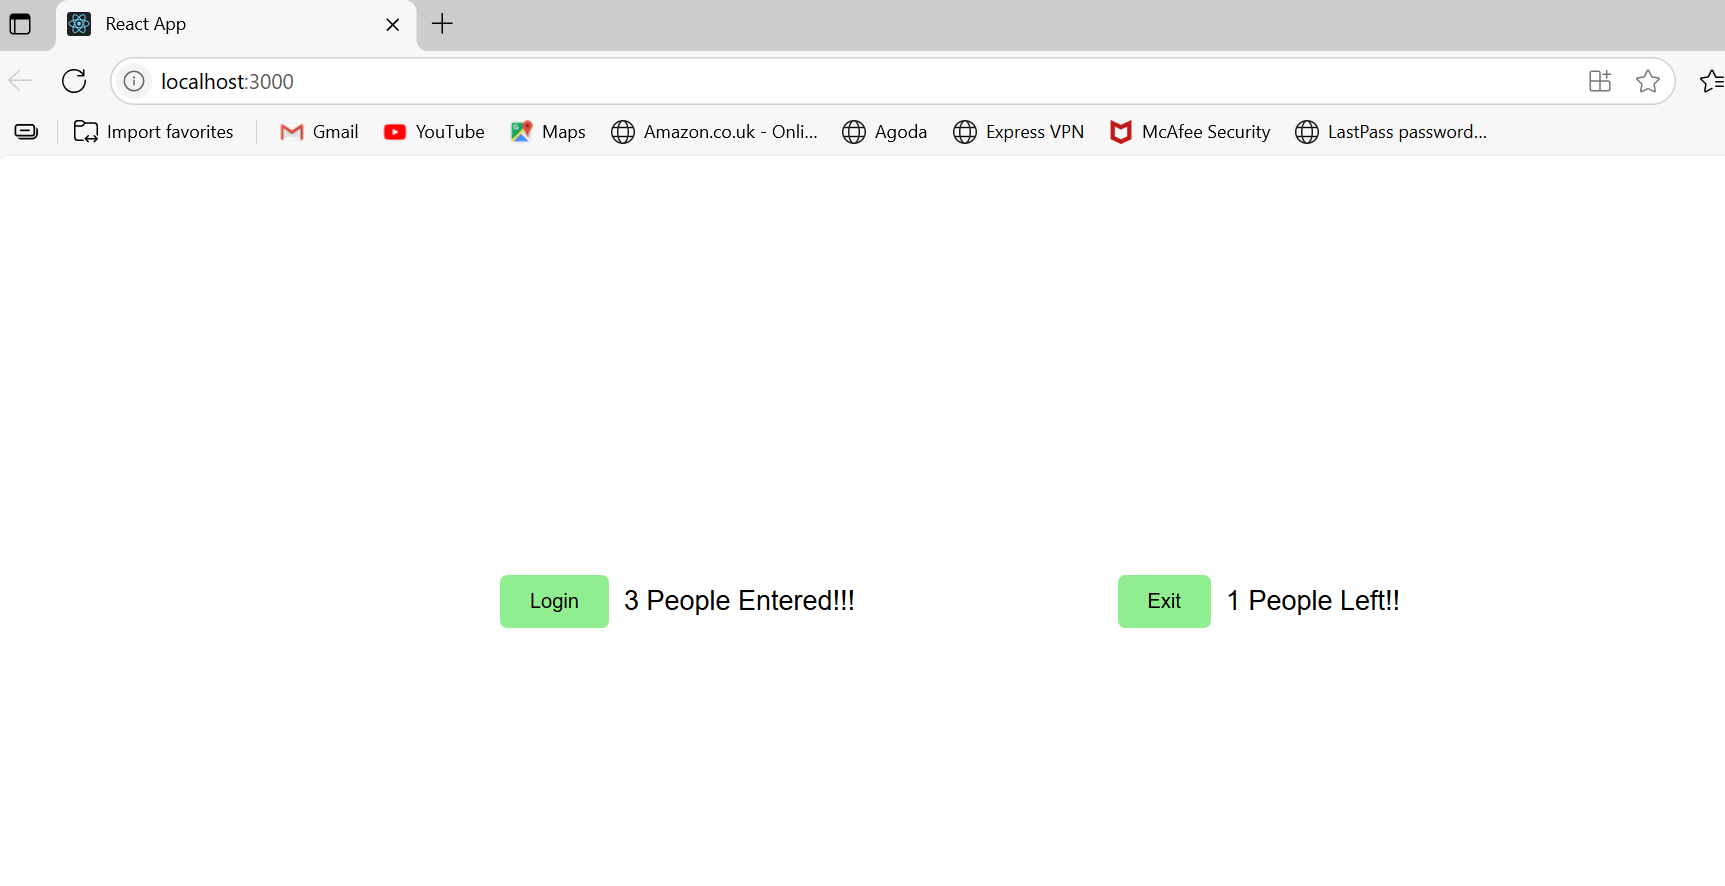 React App
localhost:3000
Import favorites Gmail YouTube Maps Amazon.co.uk - Onli... Agoda Express VPN McAfee Security LastPass password...
Login 3 People Entered!!! Exit 1 People Left!!